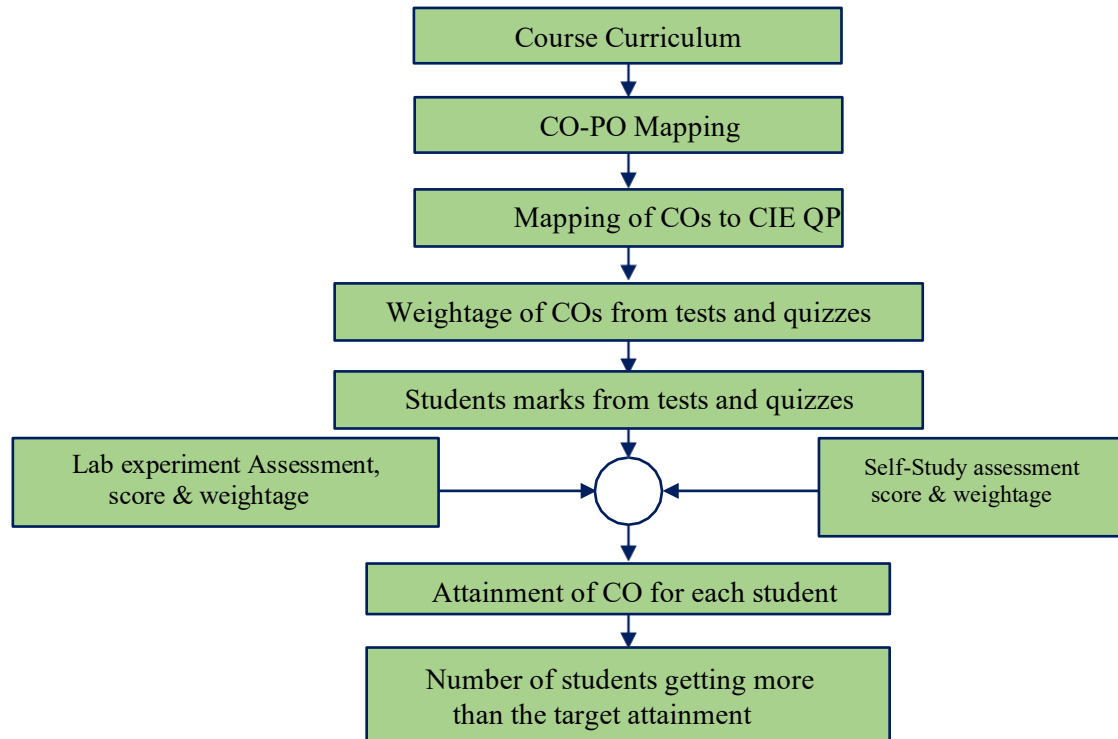 Course Curriculum
CO-PO Mapping
Mapping of COs to CIE QP
Weightage of COs from tests and quizzes
Students marks from tests and quizzes
Lab experiment Assessment,
score & weightage
Self-Study assessment
score & weightage
Attainment of CO for each student
Number of students getting more
than the target attainment